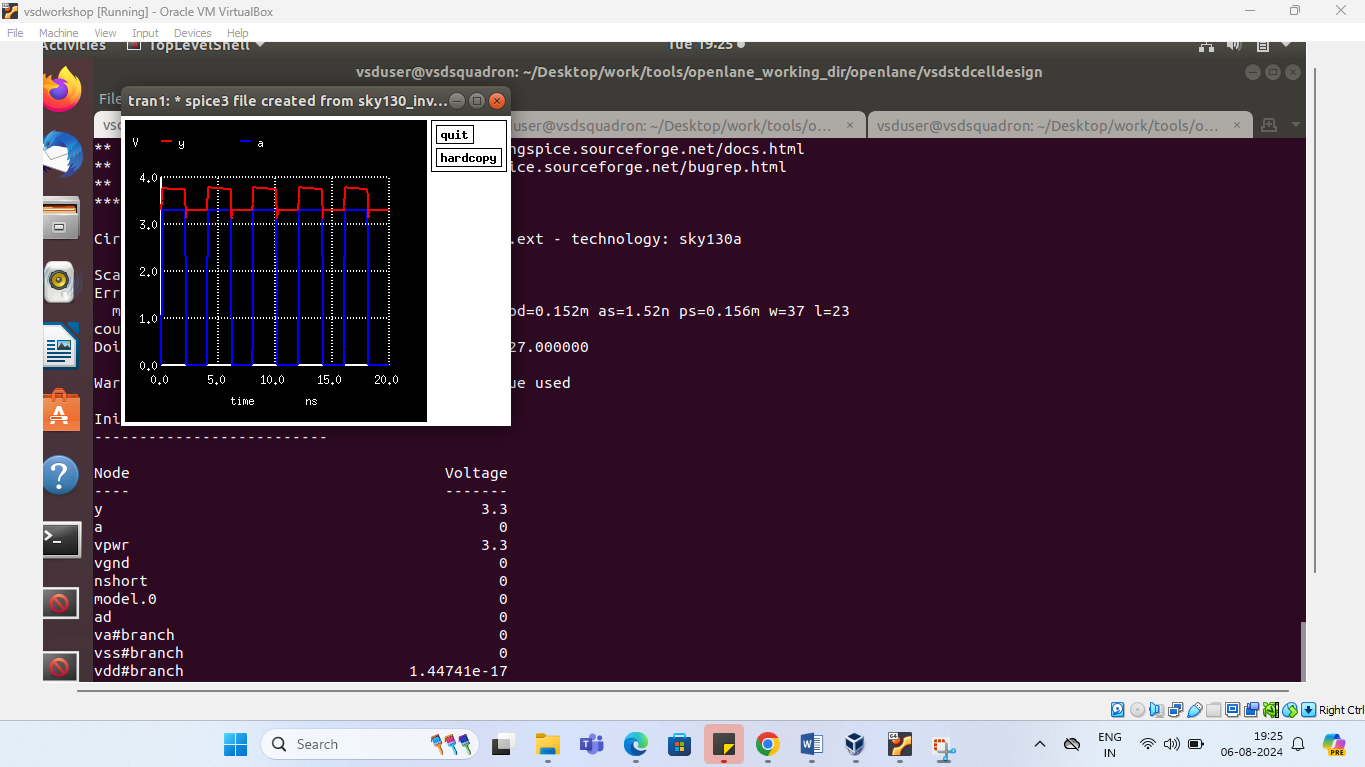 vsdworkshop [Running] - Oracle VM VirtualBox
File Machine View Input Devices Help
Activities TopLevelShell Tue 19:25
vsduser@vsdsquadron: ~/Desktop/work/tools/openlane_working_dir/openlane/vsdstdcelldesign
File
tran1: * spice3 file created from sky130_inv...
vsd
user@vsdsquadron: ~/Desktop/work/tools/o...
vsduser@vsdsquadron: ~/Desktop/work/tools/o...
quit
hardcopy
V y a
4.0
3.0
2.0
1.0
0.0
0.0 5.0 10.0 15.0 20.0
time ns
** ngspice.sourceforge.net/docs.html
** ice.sourceforge.net/bugrep.html
**
***
Cir .ext - technology: sky130a
Sca
Err
m pd=0.152m as=1.52n ps=0.156m w=37 l=23
cou
Doi 27.000000
War ue used
Ini
--------------------------
Node Voltage
---- -------
y 3.3
a 0
vpwr 3.3
vgnd 0
nshort 0
model.0 0
ad 0
va#branch 0
vss#branch 0
vdd#branch 1.44741e-17
Right Ctrl
Search
ENG
IN
19:25
06-08-2024
PRE